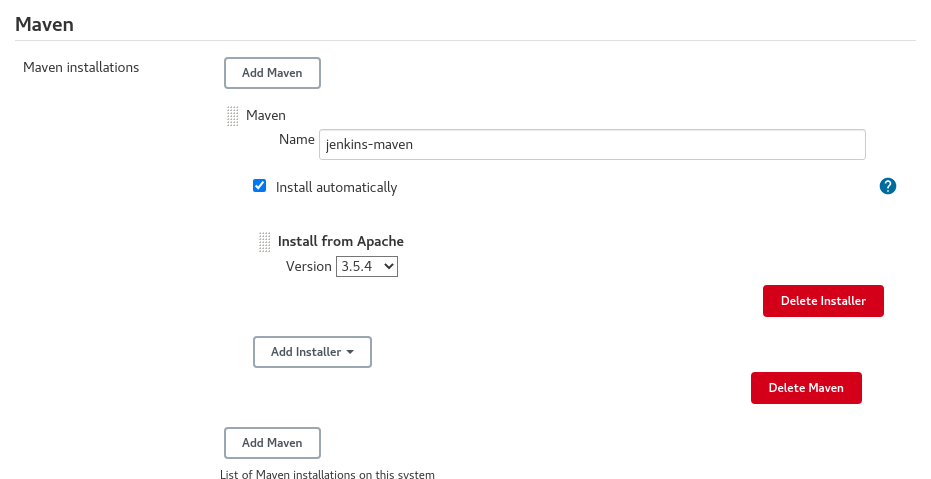 Maven
Maven installations
Add Maven
Maven
Name jenkins-maven
Install automatically
?
Install from Apache
Version 3.5.4
Delete Installer
Add Installer
Delete Maven
Add Maven
List of Maven installations on this system